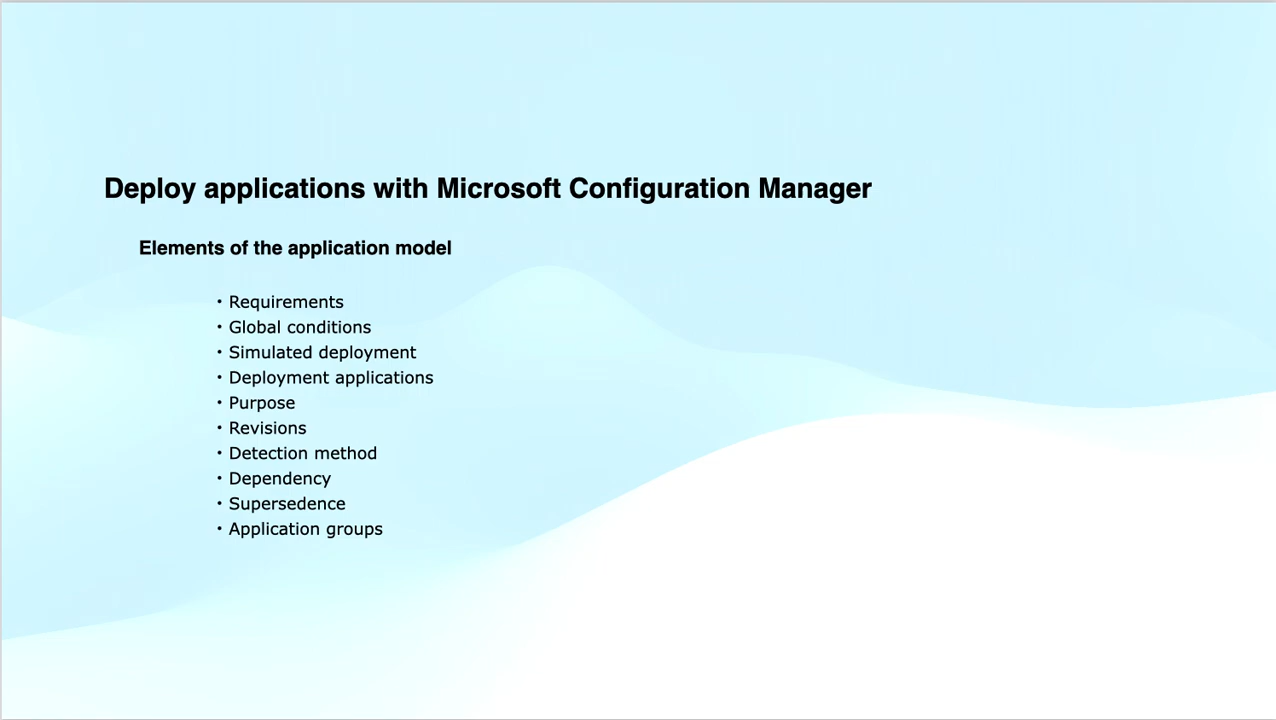 Deploy applications with Microsoft Configuration Manager
Elements of the application model
• Requirements
• Global conditions
• Simulated deployment
• Deployment applications
• Purpose
• Revisions
• Detection method
• Dependency
• Supersedence
• Application groups